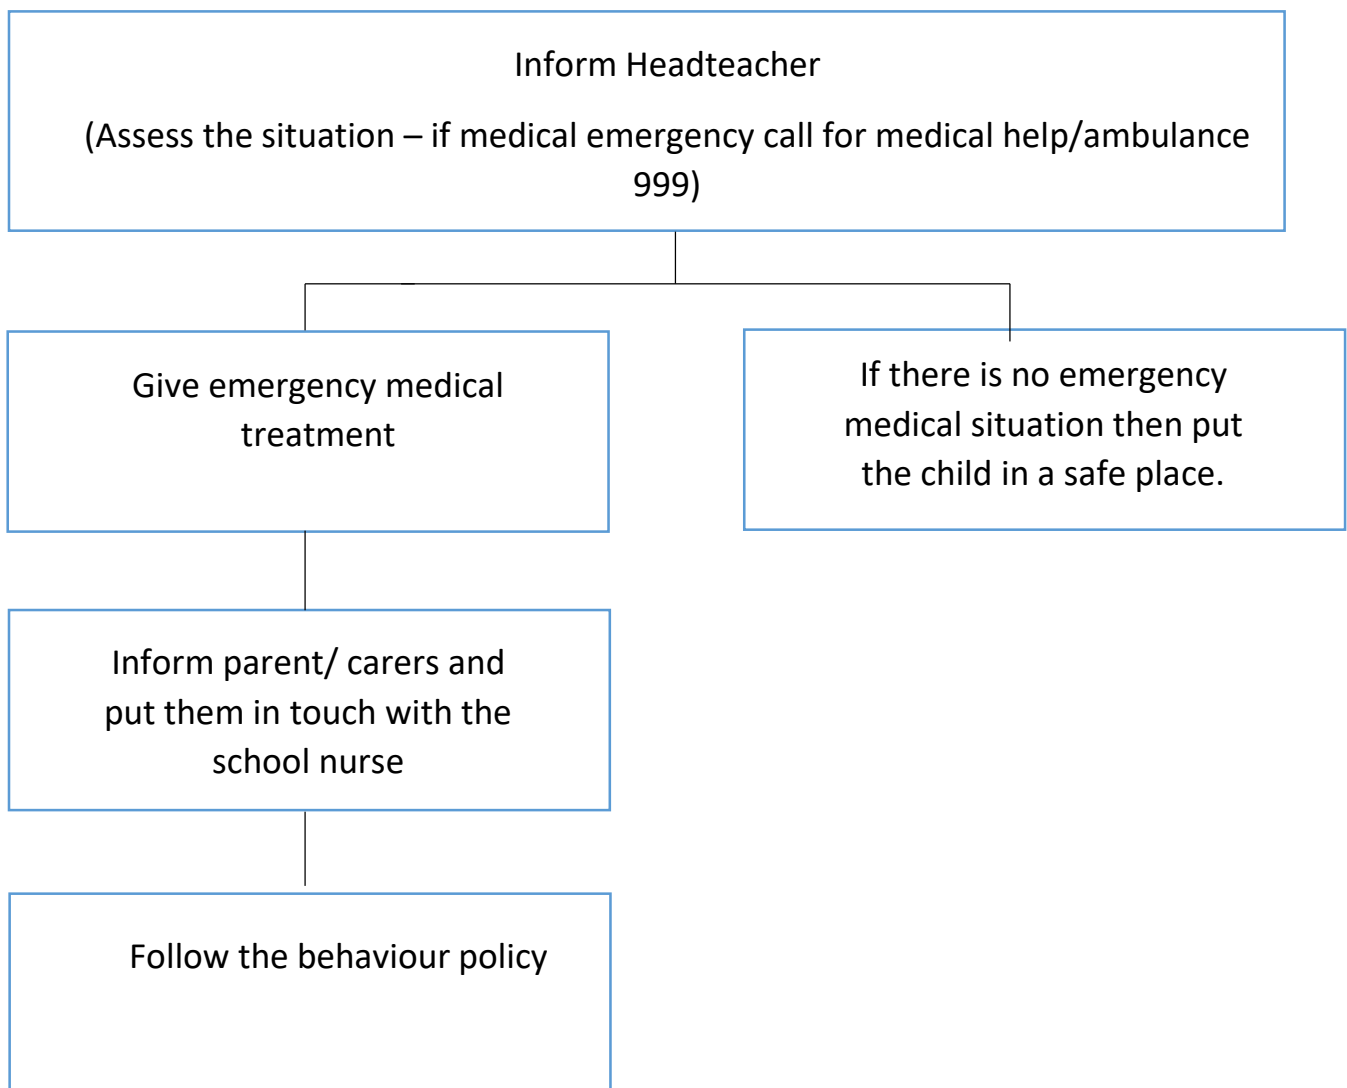 Inform Headteacher
(Assess the situation – if medical emergency call for medical help/ambulance
999)
Give emergency medical
treatment
If there is no emergency
medical situation then put
the child in a safe place.
Inform parent/ carers and
put them in touch with the
school nurse
Follow the behaviour policy